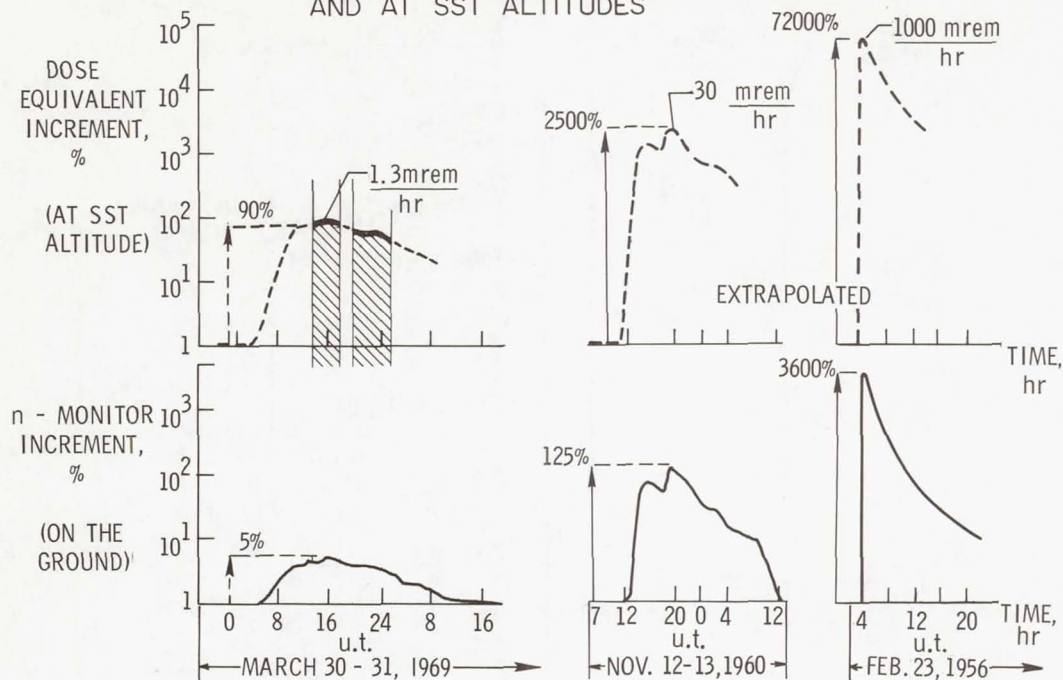 AND AT SST ALTITUDES
DOSE
EQUIVALENT
INCREMENT,
%
(AT SST
ALTITUDE)
10^5
10^4
10^3
10^2
10^1
1
90%
1.3mrem
hr
2500%
30 mrem
hr
72000%
1000 mrem
hr
EXTRAPOLATED
TIME,
hr
n - MONITOR
INCREMENT,
%
(ON THE
GROUND)
10^3
10^2
10^1
1
5%
125%
3600%
0 8 16 24 8 16
u.t.
MARCH 30 - 31, 1969
7 12 20 0 4 12
u.t.
NOV. 12-13,1960
4 12 20
u.t.
FEB. 23, 1956
TIME,
hr